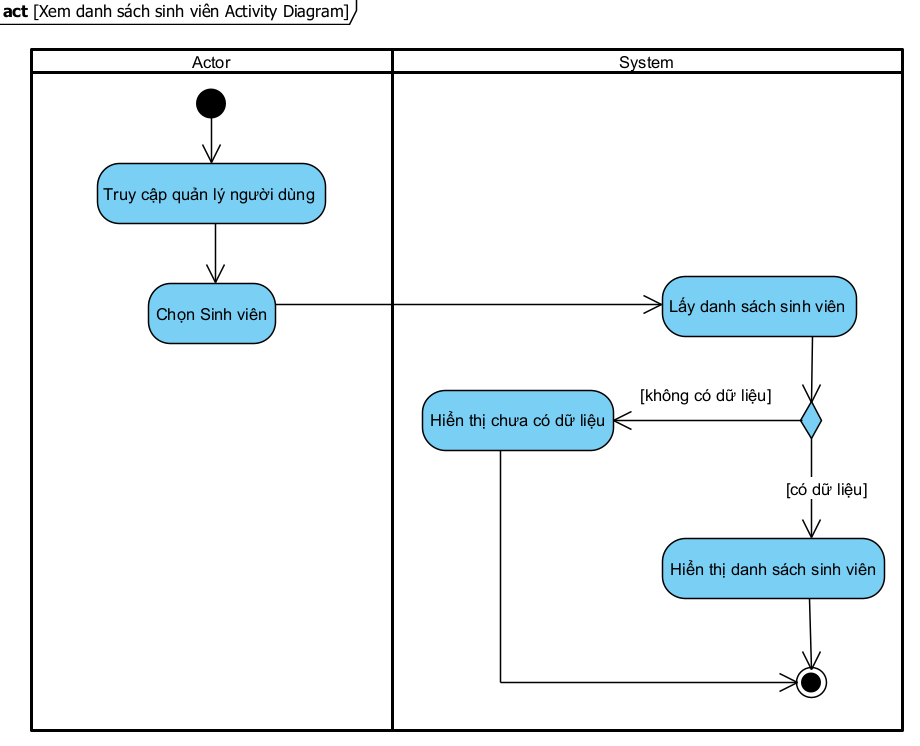 act [Xem danh sách sinh viên Activity Diagram]
Actor
System
Truy cập quản lý người dùng
Chọn Sinh viên
Lấy danh sách sinh viên
[không có dữ liệu]
Hiển thị chưa có dữ liệu
[có dữ liệu]
Hiển thị danh sách sinh viên